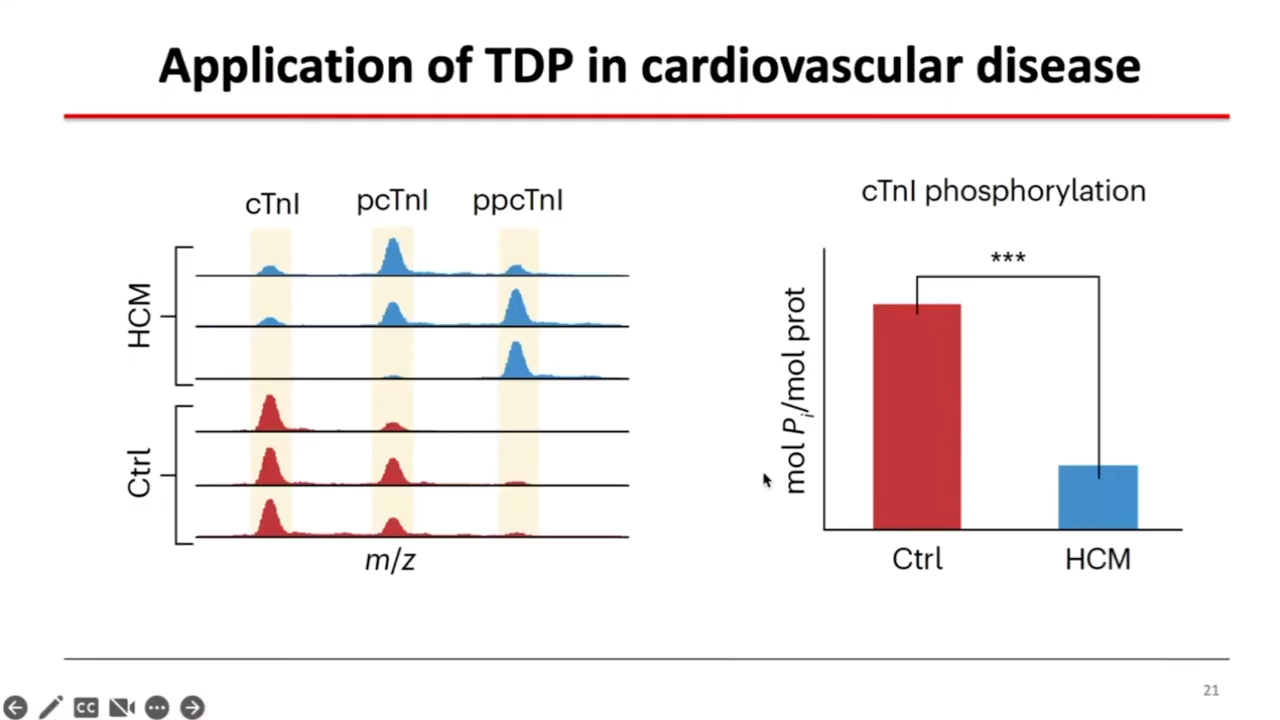 Application of TDP in cardiovascular disease
cTnI pcTnI ppcTnI
HCM
Ctrl
m/z
cTnI phosphorylation
***
mol Pi/mol prot
Ctrl HCM
21
CC